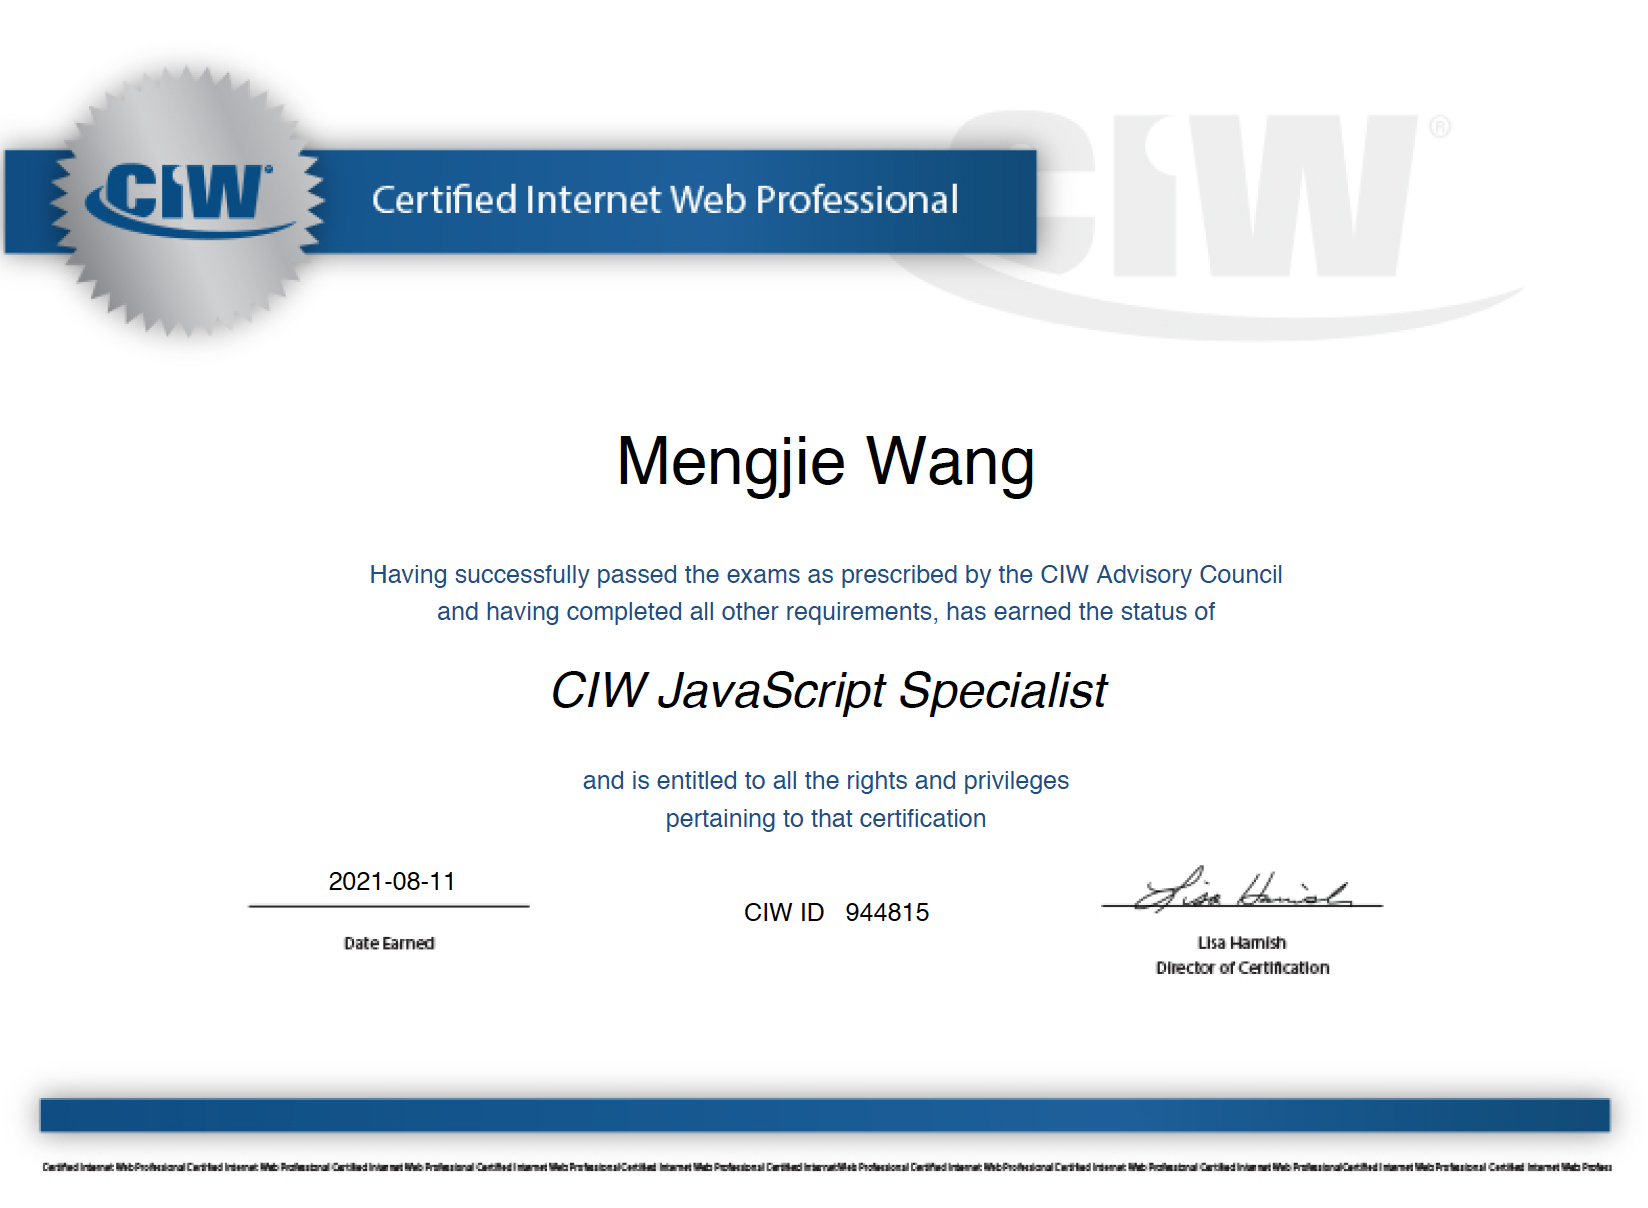 CIW
Certified Internet Web Professional
CIW®
Mengjie Wang
Having successfully passed the exams as prescribed by the CIW Advisory Council
and having completed all other requirements, has earned the status of
CIW JavaScript Specialist
and is entitled to all the rights and privileges
pertaining to that certification
2021-08-11
Date Earned
CIW ID 944815
Lisa Hamish
Lisa Hamish
Director of Certification
Certified Internet Web Professional Certified Internet Web Professional Certified Internet Web Professional Certified Internet Web Professional Certified Internet Web Professional Certified Internet Web Professional Certified Internet Web Professional Certified Internet Web Professional Certified Internet Web Professional Certified Internet Web Professional Certified Internet Web Profess